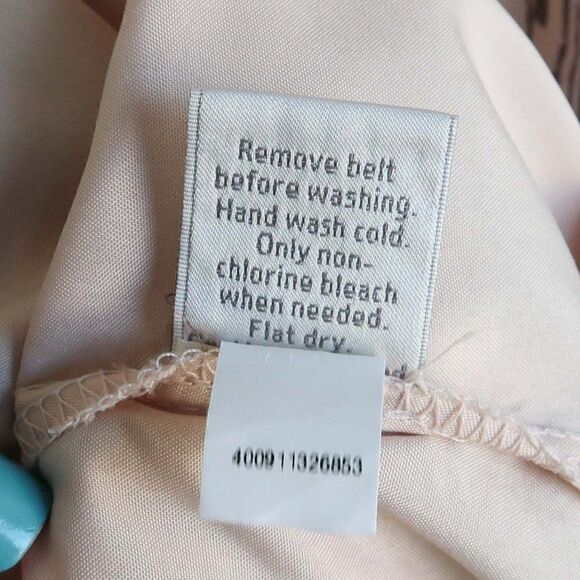 Remove belt
before washing.
Hand wash cold.
Only non-
chlorine bleach
when needed.
Flat dry.
400911326853